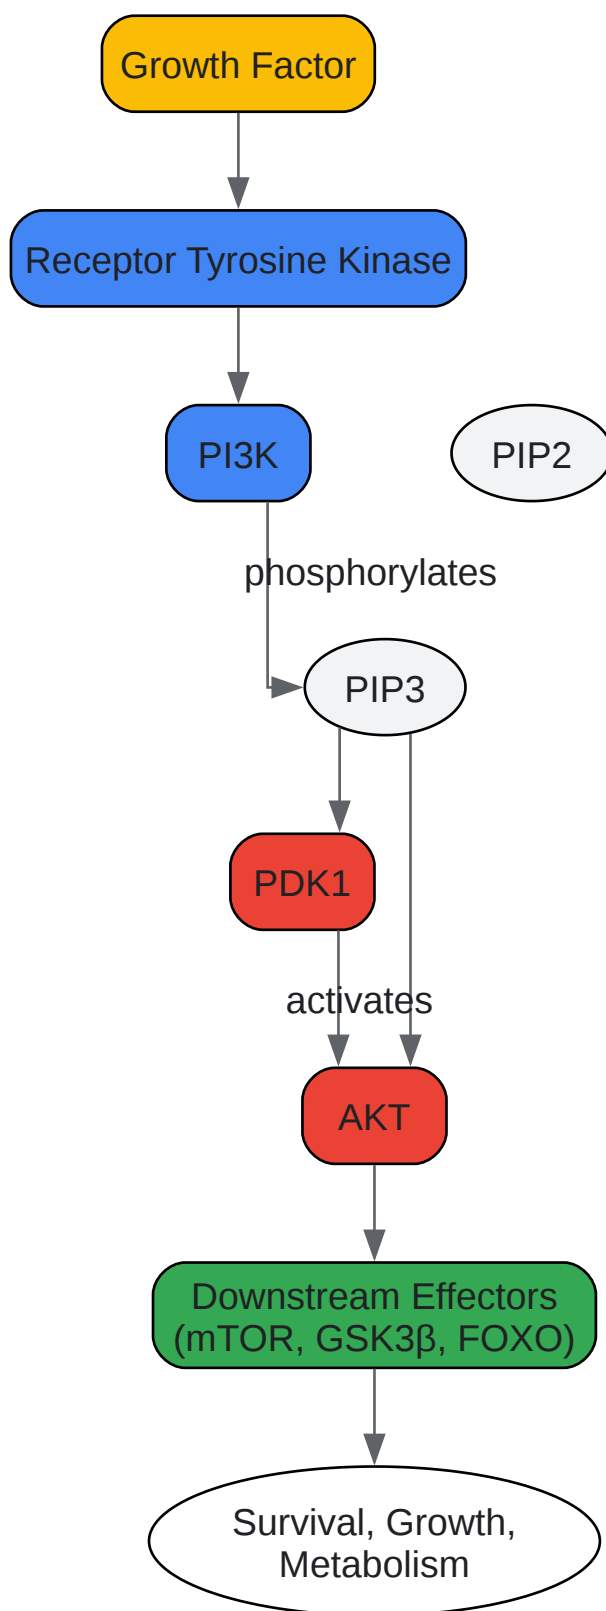 Growth Factor
Receptor Tyrosine Kinase
PI3K
PIP2
phosphorylates
PIP3
PDK1
activates
AKT
Downstream Effectors
(mTOR, GSK3β, FOXO)
Survival, Growth,
Metabolism